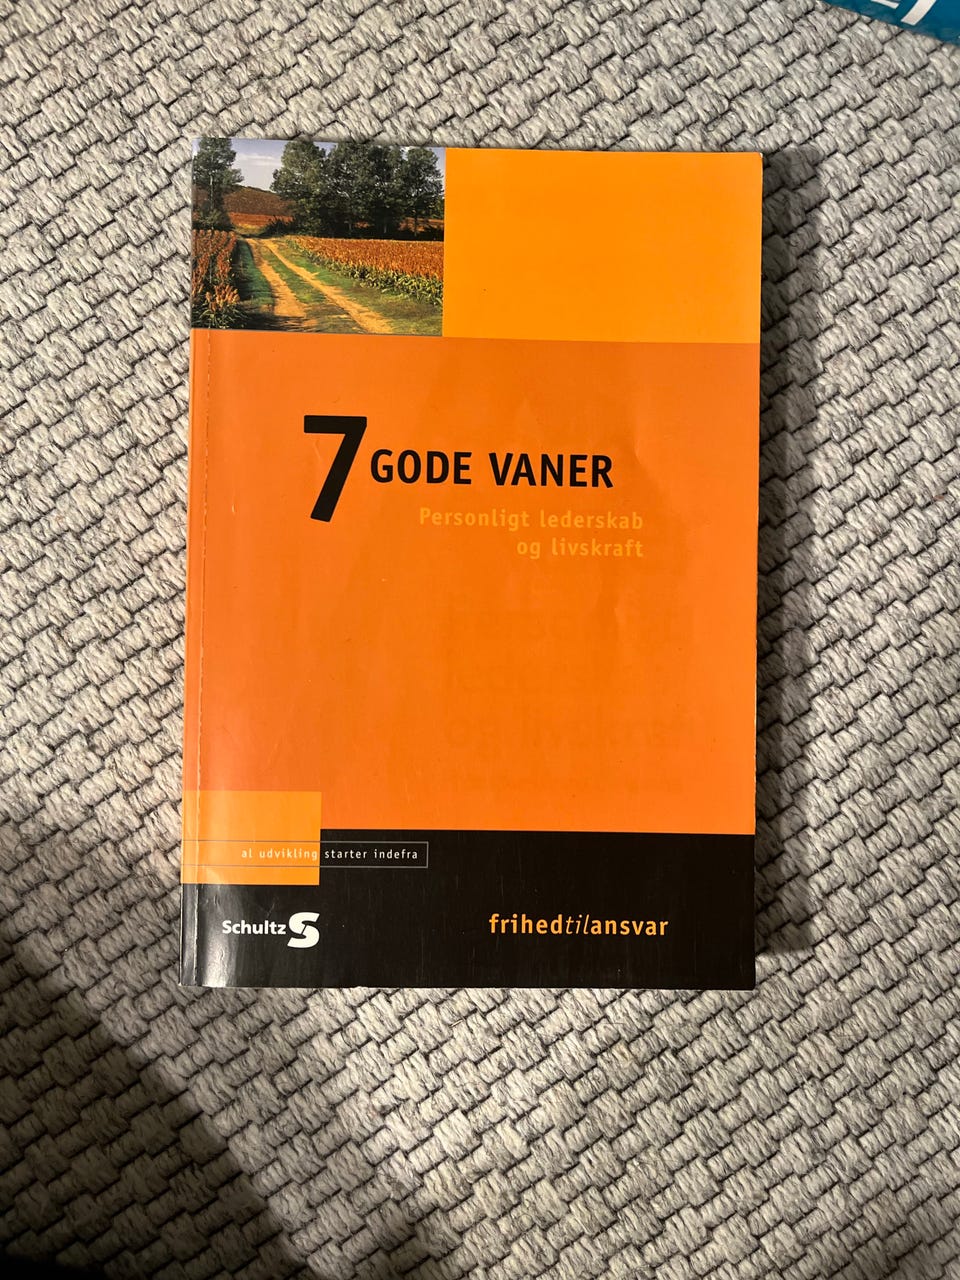 7 GODE VANER
Personligt lederskab
og livskraft
al udvikling starter indefra
Schultz
frihedtilansvar